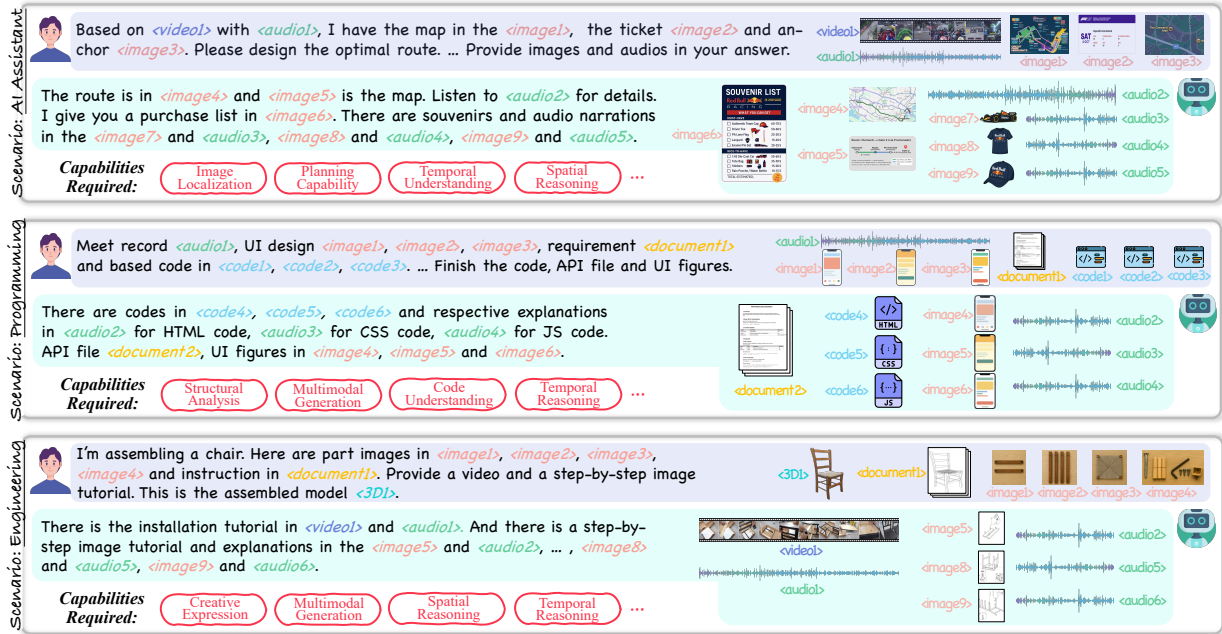 Scenario: AI Assistant
Based on <video1> with <audio1>, I have the map in the <image1>, the ticket <image2> and an-
chor <image3>. Please design the optimal route. ... Provide images and audios in your answer.
<video1>
<audio1>
SAT
<image1>
<image2>
<image3>
The route is in <image4> and <image5> is the map. Listen to <audio2> for details.
I give you a purchase list in <image6>. There are souvenirs and audio narrations
in the <image7> and <audio3>, <image8> and <audio4>, <image9> and <audio5>.
<image6>
SOUVENIR LIST
Red Bull
RACING
<image4>
<image5>
<audio2>
<image7>
<audio3>
<image8>
<audio4>
<image9>
<audio5>
Capabilities
Required:
Image
Localization
Planning
Capability
Temporal
Understanding
Spatial
Reasoning
...
Scenario: Programming
Meet record <audio1>, UI design <image1>, <image2>, <image3>, requirement <document1>
and based code in <code1>, <code2>, <code3>. ... Finish the code, API file and UI figures.
<audio1>
<image1>
<image2>
<image3>
<document1>
<code1>
<code2>
<code3>
There are codes in <code4>, <code5>, <code6> and respective explanations
in <audio2> for HTML code, <audio3> for CSS code, <audio4> for JS code.
API file <document2>, UI figures in <image4>, <image5> and <image6>.
<document2>
<code4>
HTML
<code5>
CSS
<code6>
JS
<image4>
<image5>
<image6>
<audio2>
<audio3>
<audio4>
Capabilities
Required:
Structural
Analysis
Multimodal
Generation
Code
Understanding
Temporal
Reasoning
...
Scenario: Engineering
I'm assembling a chair. Here are part images in <image1>, <image2>, <image3>,
<image4> and instruction in <document1>. Provide a video and a step-by-step image
tutorial. This is the assembled model <3D1>.
<3D1>
<document1>
<image1>
<image2>
<image3>
<image4>
There is the installation tutorial in <video1> and <audio1>. And there is a step-by-
step image tutorial and explanations in the <image5> and <audio2>, ... , <image8>
and <audio5>, <image9> and <audio6>.
<video1>
<audio1>
<image5>
<image8>
<image9>
<audio2>
<audio5>
<audio6>
Capabilities
Required:
Creative
Expression
Multimodal
Generation
Spatial
Reasoning
Temporal
Reasoning
...